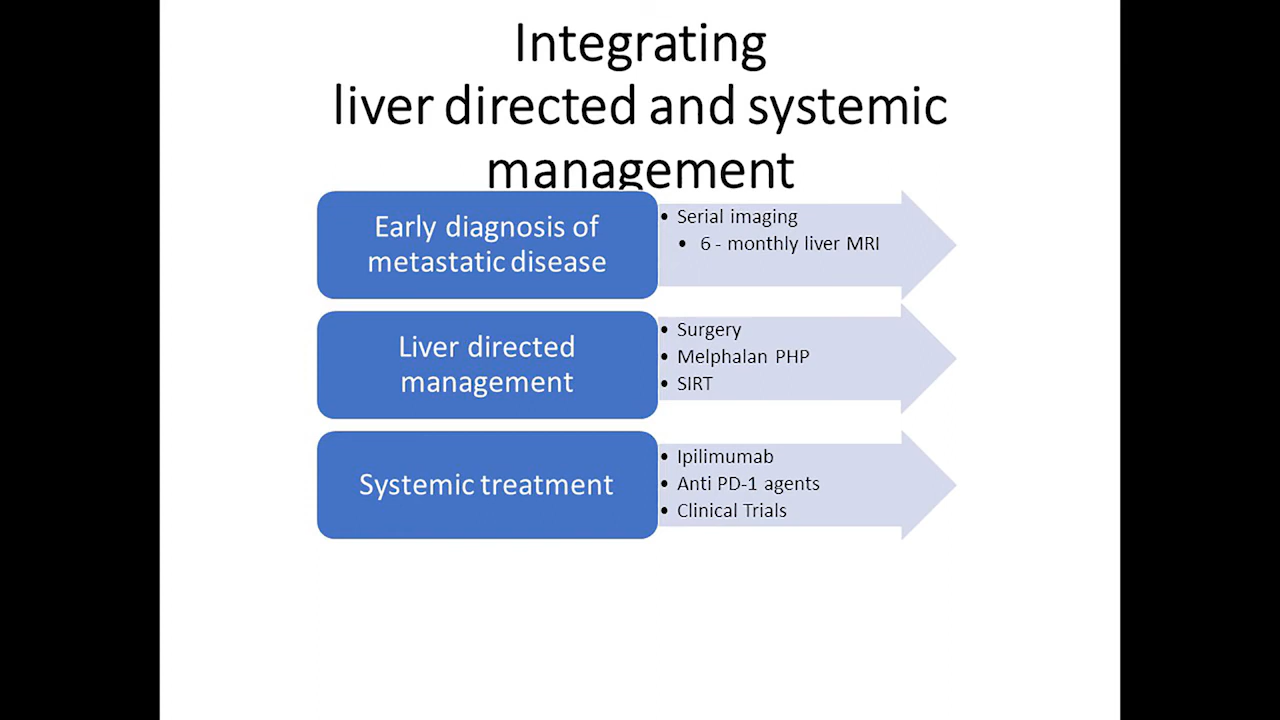 Integrating
liver directed and systemic
management
Early diagnosis of
metastatic disease
• Serial imaging
• 6 - monthly liver MRI
Liver directed
management
• Surgery
• Melphalan PHP
• SIRT
Systemic treatment
• Ipilimumab
• Anti PD-1 agents
• Clinical Trials